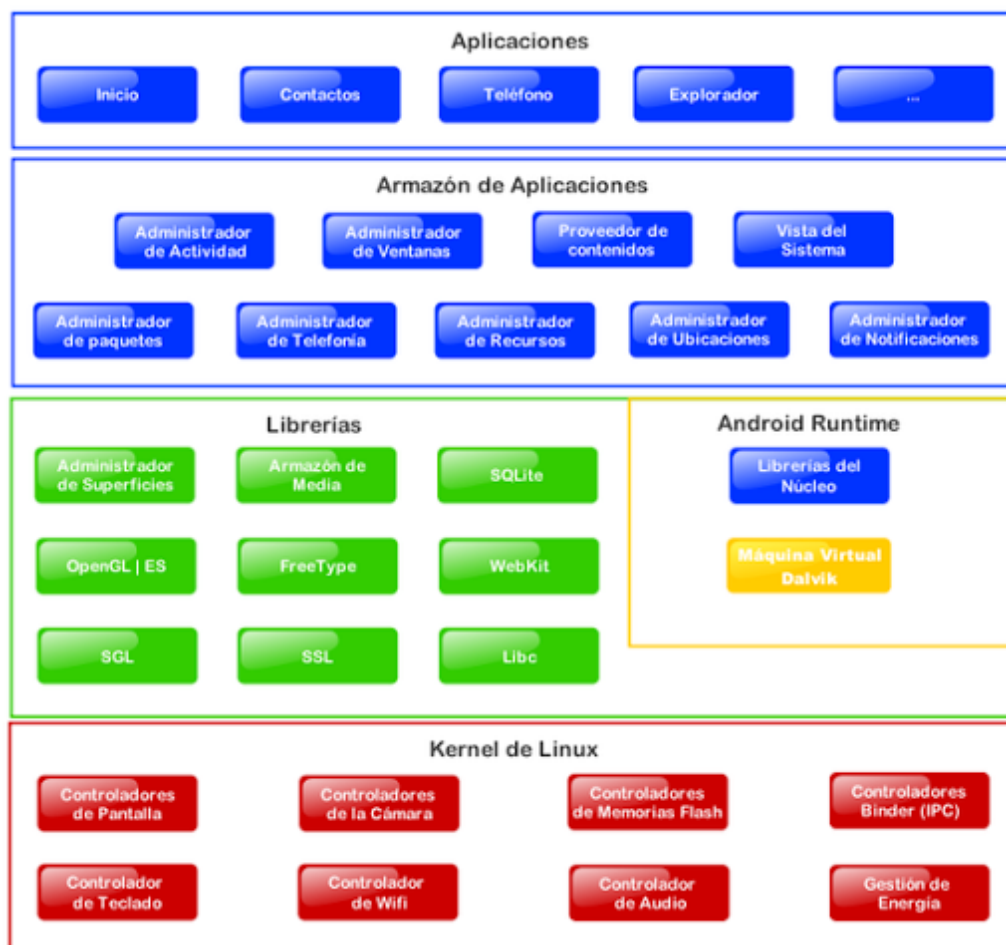 Aplicaciones
Inicio
Contactos
Teléfono
Explorador
...
Armazón de Aplicaciones
Administrador
de Actividad
Administrador
de Ventanas
Proveedor de
contenidos
Vista del
Sistema
Administrador
de paquetes
Administrador
de Telefonía
Administrador
de Recursos
Administrador
de Ubicaciones
Administrador
de Notificaciones
Librerías
Administrador
de Superficies
Armazón de
Media
SQLite
OpenGL | ES
FreeType
WebKit
SGL
SSL
Libc
Android Runtime
Librerías del
Núcleo
Máquina Virtual
Dalvik
Kernel de Linux
Controladores
de Pantalla
Controladores
de la Cámara
Controladores
de Memorias Flash
Controladores
Binder (IPC)
Controlador
de Teclado
Controlador
de Wifi
Controlador
de Audio
Gestión de
Energía